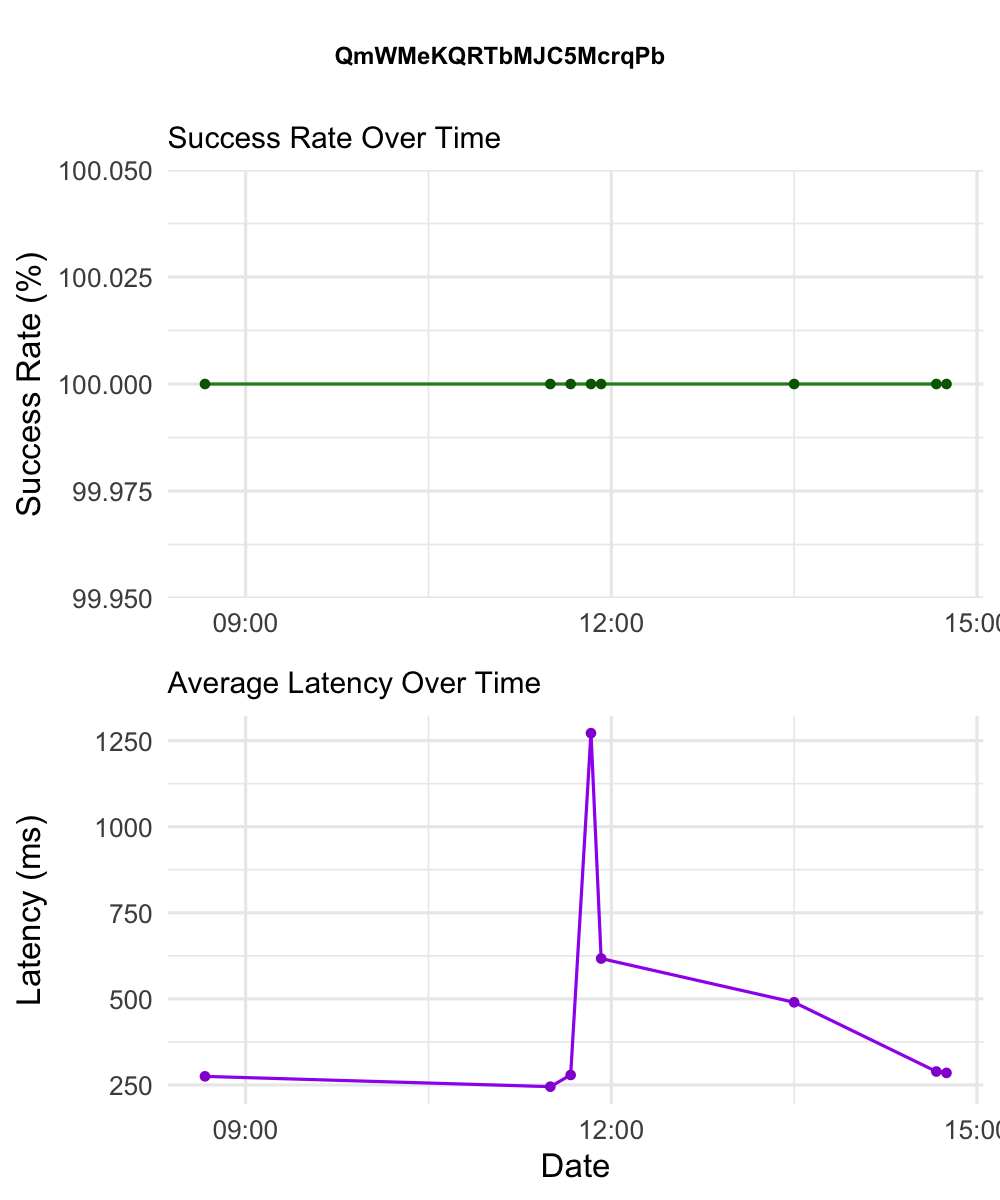 QmWMeKQRTbMJC5McrqPb
Success Rate Over Time
Success Rate (%)
100.050
100.025
100.000
99.975
99.950
09:00 12:00 15:00
Average Latency Over Time
Latency (ms)
1250
1000
750
500
250
09:00 12:00 15:00
Date